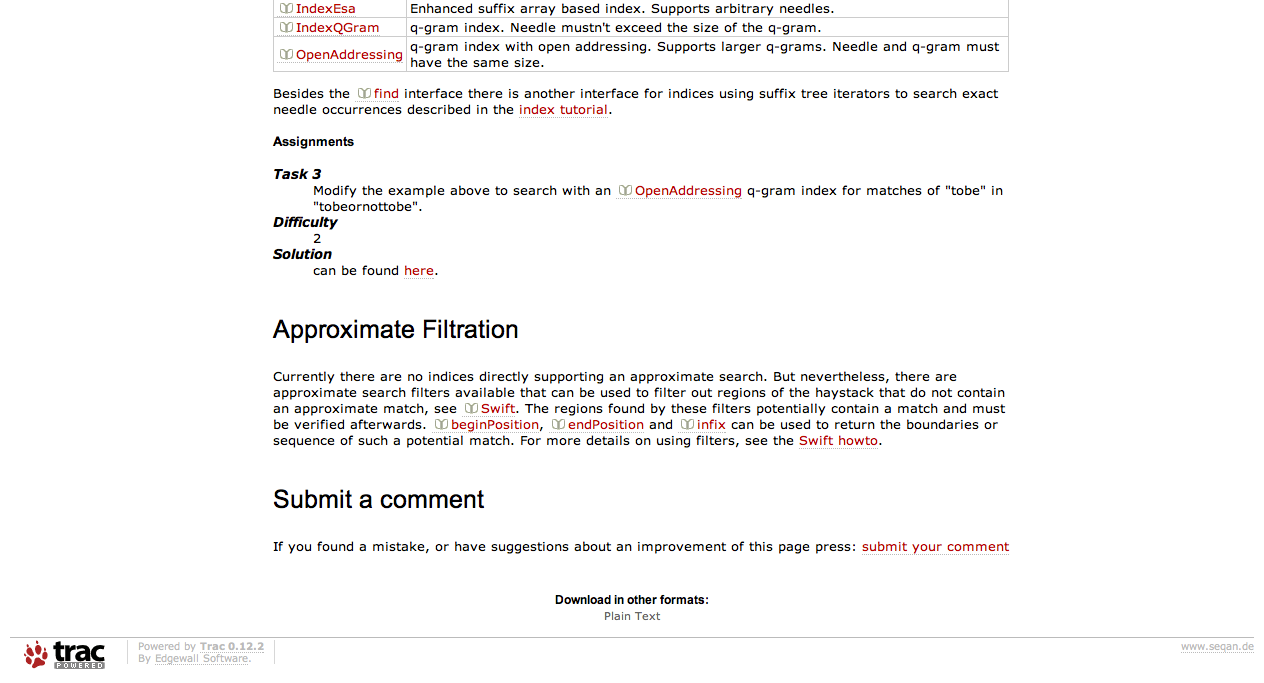 IndexEsa Enhanced suffix array based index. Supports arbitrary needles.
IndexQGram q-gram index. Needle mustn't exceed the size of the q-gram.
OpenAddressing q-gram index with open addressing. Supports larger q-grams. Needle and q-gram must
have the same size.
Besides the find interface there is another interface for indices using suffix tree iterators to search exact
needle occurrences described in the index tutorial.
Assignments
Task 3
Modify the example above to search with an OpenAddressing q-gram index for matches of "tobe" in
"tobeornottobe".
Difficulty
2
Solution
can be found here.
Approximate Filtration
Currently there are no indices directly supporting an approximate search. But nevertheless, there are
approximate search filters available that can be used to filter out regions of the haystack that do not contain
an approximate match, see Swift. The regions found by these filters potentially contain a match and must
be verified afterwards. beginPosition, endPosition and infix can be used to return the boundaries or
sequence of such a potential match. For more details on using filters, see the Swift howto.
Submit a comment
If you found a mistake, or have suggestions about an improvement of this page press: submit your comment
Download in other formats:
Plain Text
trac
POWERED
Powered by Trac 0.12.2
By Edgewall Software.
www.seqan.de